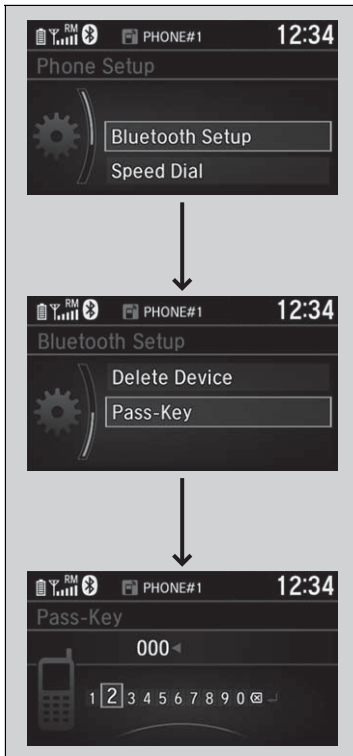 RM PHONE#1 12:34
Phone Setup
Bluetooth Setup
Speed Dial
RM PHONE#1 12:34
Bluetooth Setup
Delete Device
Pass-Key
RM PHONE#1 12:34
Pass-Key
000
1 2 3 4 5 6 7 8 9 0